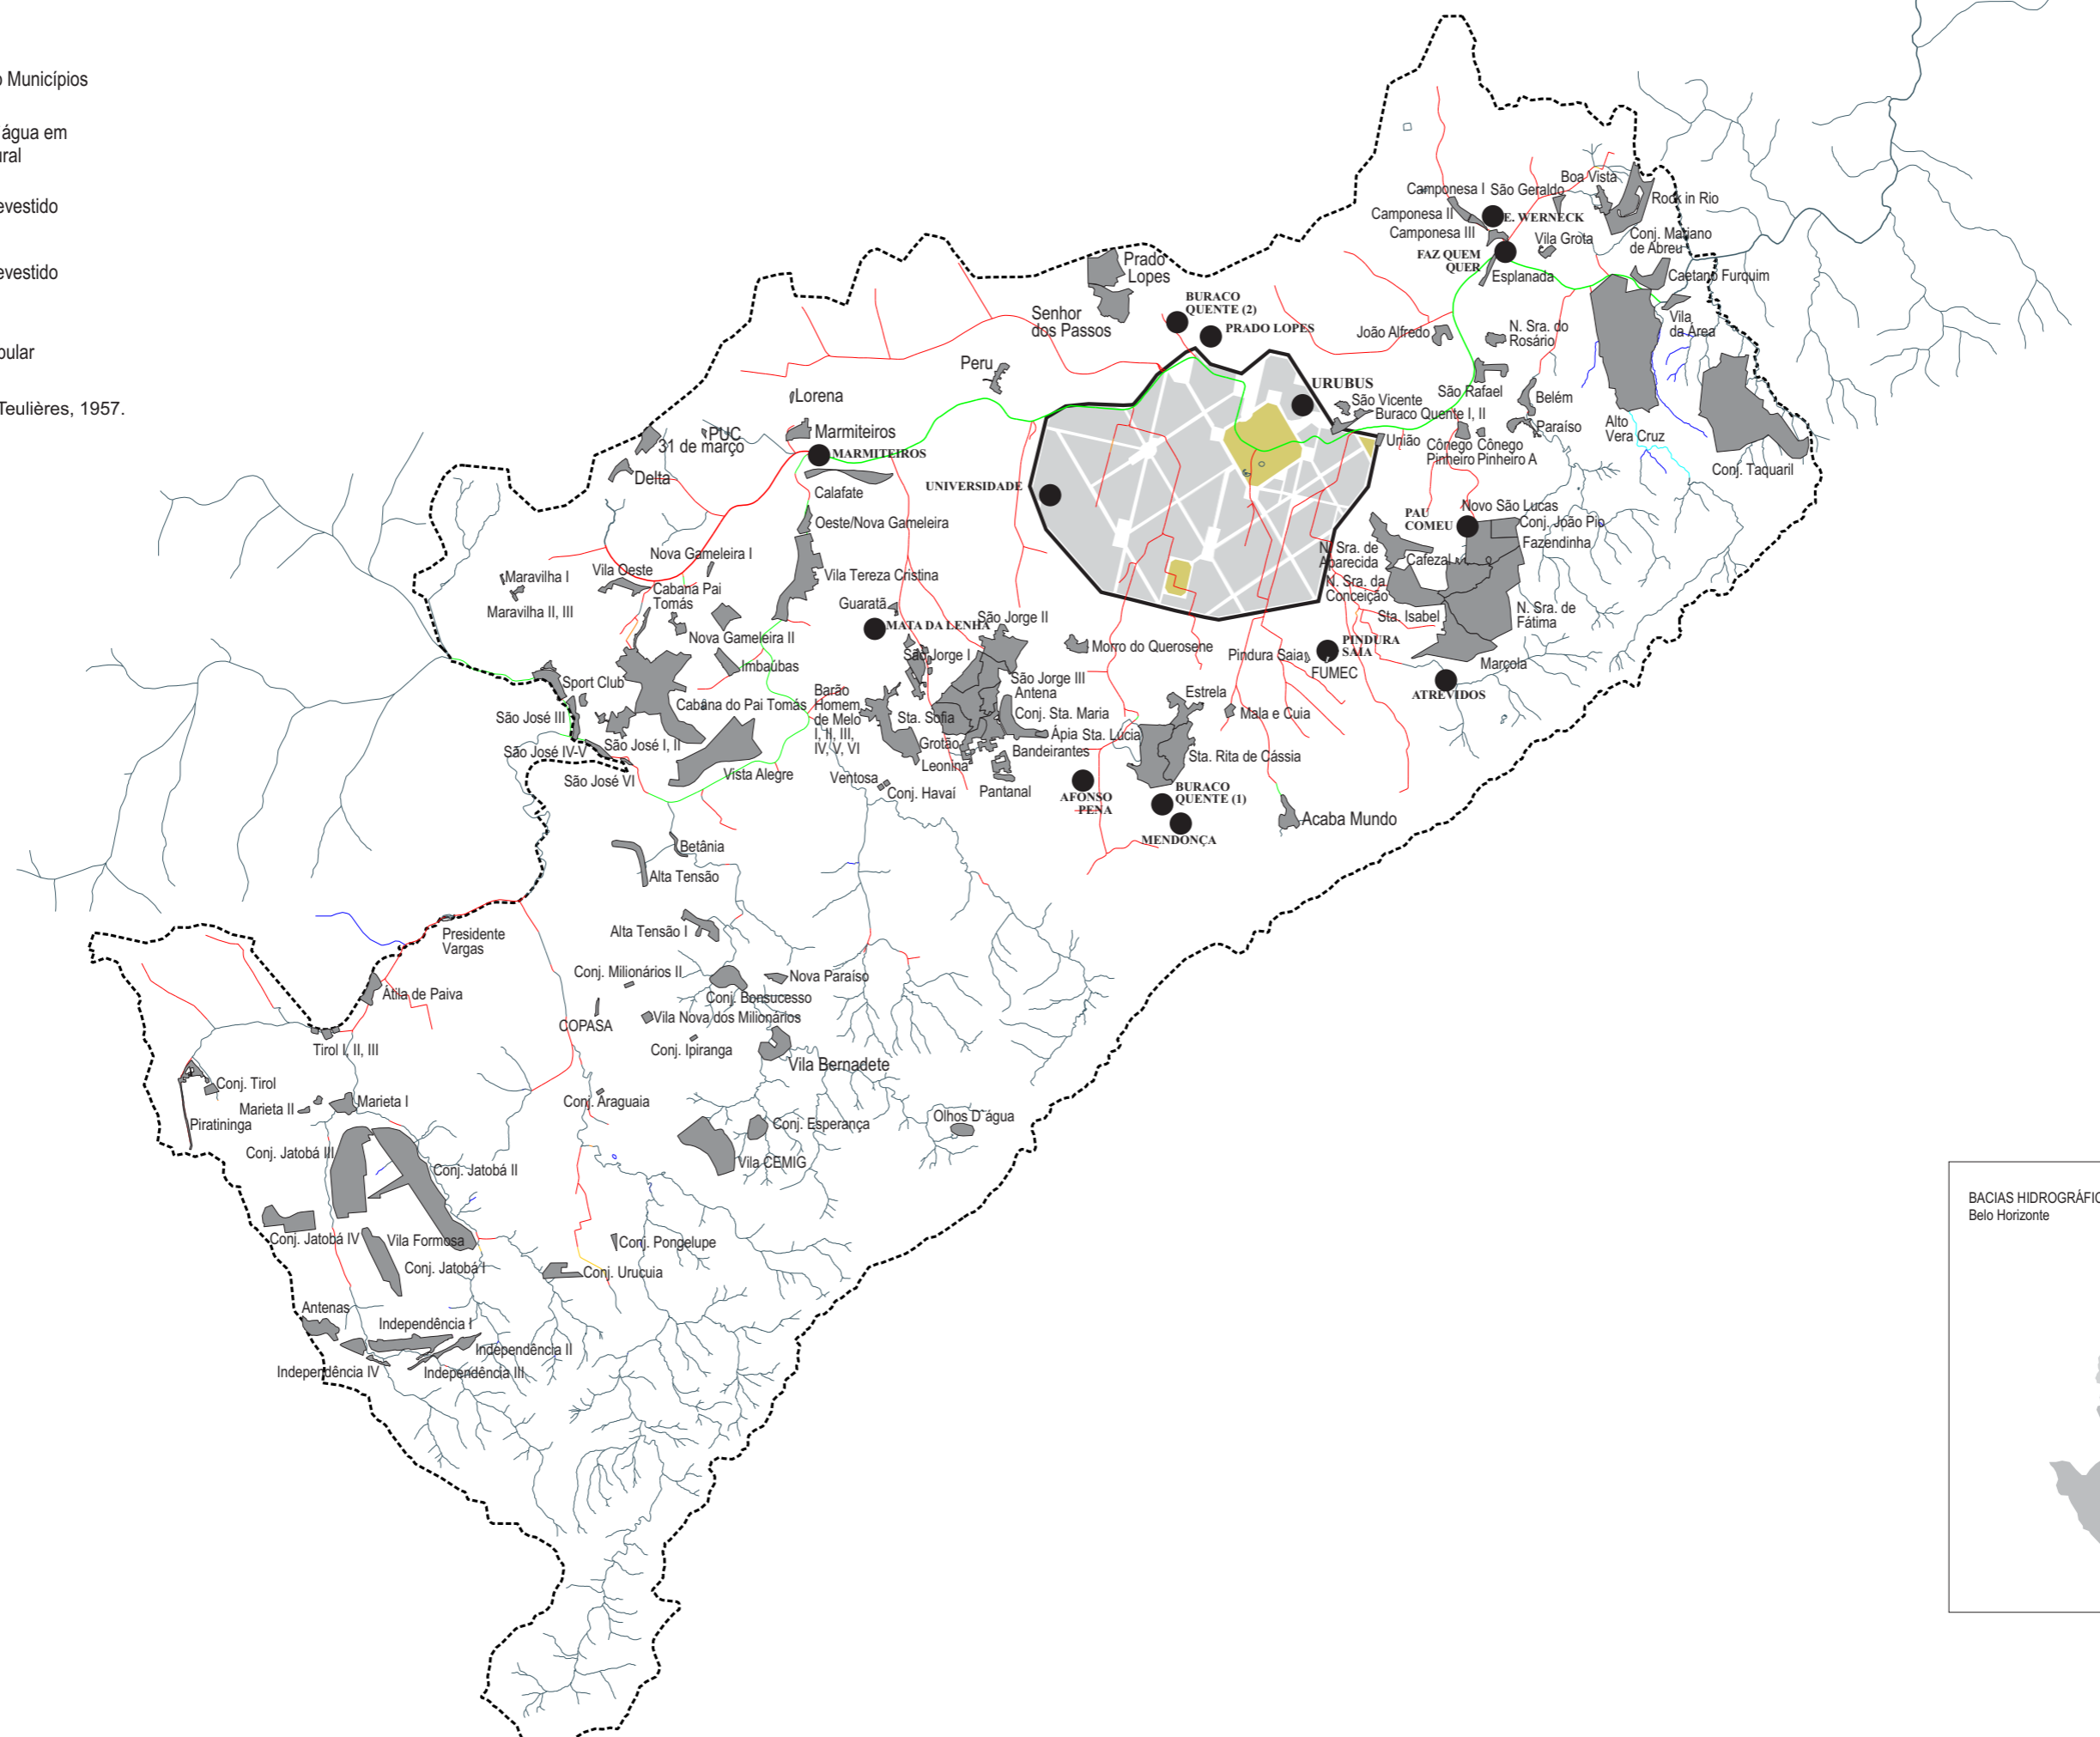 o Municípios
água em
ural
evestido
evestido
pular
Teulières, 1957.
Camponesa I
São Geraldo
Boa Vista
Rock in Rio
Camponesa II
E. WERNECK
Camponesa III
Vila Grota
Conj. Mariano
de Abreu
FAZ QUEM
QUER
Esplanada
Caetano Furquim
Prado
Lopes
Senhor
dos Passos
BURACO
QUENTE (2)
PRADO LOPES
João Alfredo
N. Sra. do
Rosário
Vila
da Área
Peru
Lorena
URUBUS
São Vicente
Buraco Quente I, II
União
São Rafael
Belém
Paraíso
Alto
Vera Cruz
Cônego
Pinheiro
Cônego
Pinheiro A
Conj. Taquaril
PUC
31 de março
Marmiteiros
MARMITEIROS
Delta
Calafate
UNIVERSIDADE
Oeste/Nova Gameleira
PAU
COMEU
Novo São Lucas
Conj. João Pio
Fazendinha
Cafezal
N. Sra. de
Aparecida
N. Sra. da
Conceição
Sta. Isabel
N. Sra. de
Fátima
Nova Gameleira I
Maravilha I
Vila Oeste
Vila Tereza Cristina
Cabana Pai
Tomás
Maravilha II, III
Guaratã
MATA DA LENHA
São Jorge II
Nova Gameleira II
Morro do Querosene
Pindura Saia
PINDURA
SAIA
FUMEC
Marçola
ATREVIDOS
Imbaúbas
São Jorge I
Sport Club
São Jorge III
Antena
Estrela
Cabana do Pai Tomás
Barão
Homem
de Melo
I, II, III,
IV, V, VI
São José III
Sta. Sofia
Conj. Sta. Maria
Mala e Cuia
Ápia
Sta. Lúcia
São José IV-V
São José I, II
Grotão
Bandeirantes
Sta. Rita de Cássia
Leonina
São José VI
Vista Alegre
Ventosa
Conj. Havaí
Pantanal
AFONSO
PENA
BURACO
QUENTE (1)
MENDONÇA
Acaba Mundo
Betânia
Alta Tensão
Presidente
Vargas
Alta Tensão I
Conj. Milionários II
Nova Paraíso
Conj. Bonsucesso
Átila de Paiva
COPASA
Vila Nova dos Milionários
Tirol I, II, III
Conj. Ipiranga
Vila Bernadete
Conj. Tirol
Marieta II
Marieta I
Conj. Araguaia
Piratininga
Olhos D´água
Conj. Esperança
Conj. Jatobá III
Conj. Jatobá II
Vila CEMIG
BACIAS HIDROGRÁFIC
Belo Horizonte
Conj. Jatobá IV
Vila Formosa
Conj. Pongelupe
Conj. Jatobá I
Conj. Urucuia
Antenas
Independência I
Independência II
Independência IV
Independência III